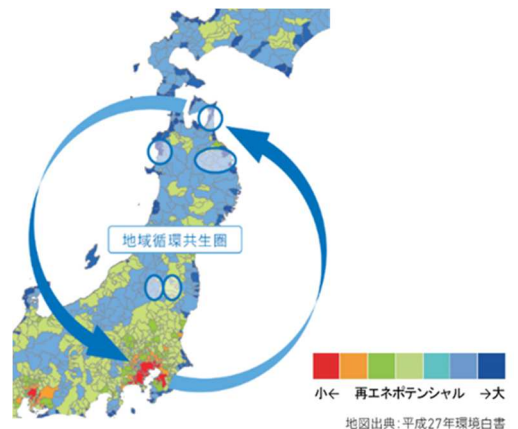 地域循環共生圏
小← 再エネポテンシャル →大
地図出典:平成27年環境白書